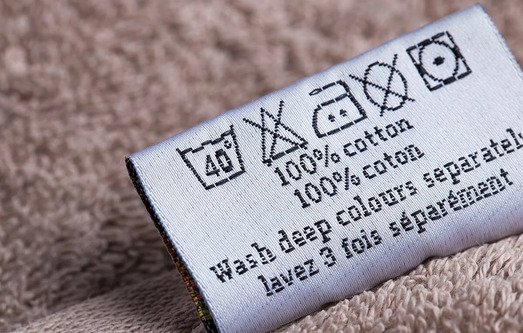 40°
100% cotton
100% coton
Wash deep colours separatel
lavez 3 fois séparément